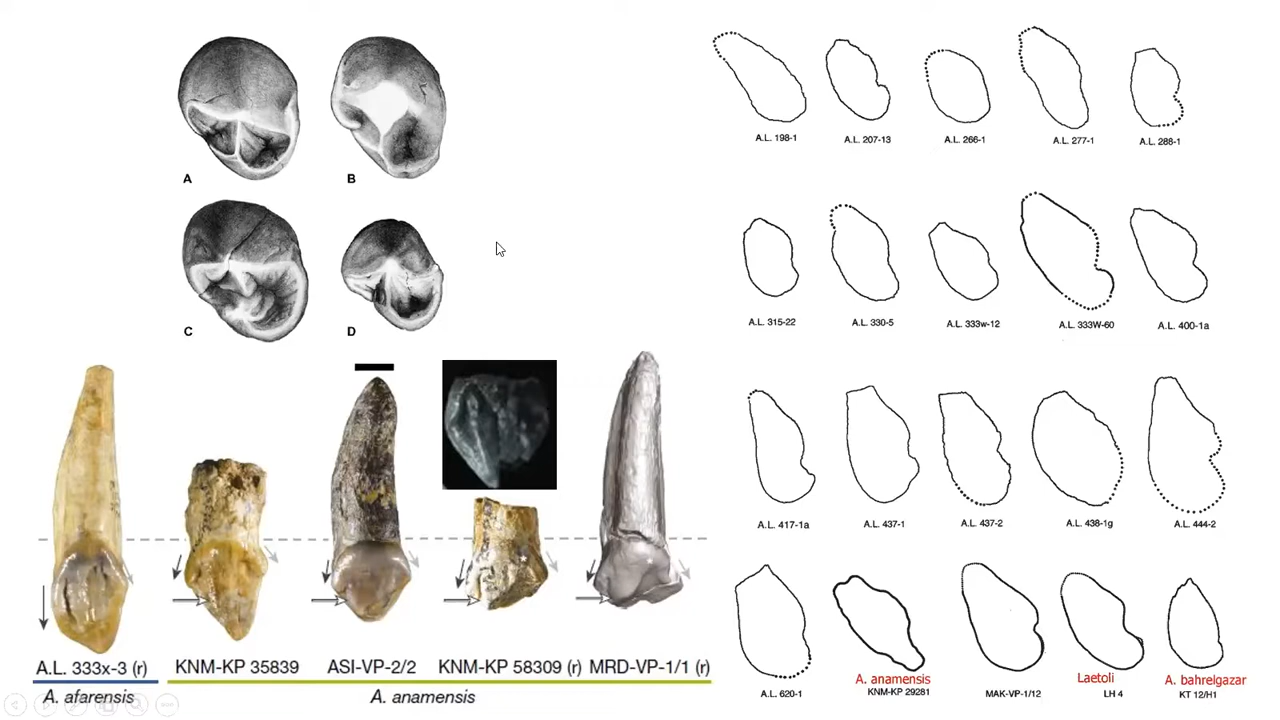 A
B
C
D
A.L. 198-1
A.L. 207-13
A.L. 266-1
A.L. 277-1
A.L. 288-1
A.L. 315-22
A.L. 330-5
A.L. 333w-12
A.L. 333W-60
A.L. 400-1a
A.L. 417-1a
A.L. 437-1
A.L. 437-2
A.L. 438-1g
A.L. 444-2
A.L. 620-1
A. anamensis
KNM-KP 29281
MAK-VP-1/12
Laetoli
LH 4
A. bahrelgazar
KT 12/H1
A.L. 333x-3 (r)
KNM-KP 35839
ASI-VP-2/2
KNM-KP 58309 (r)
MRD-VP-1/1 (r)
A. afarensis
A. anamensis